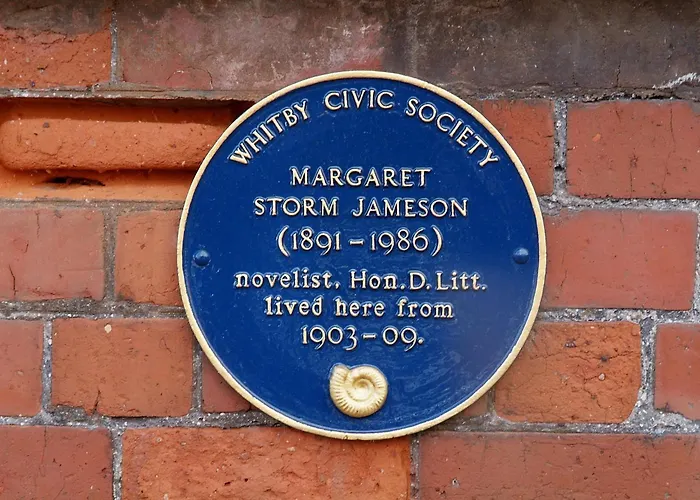 WHITBY CIVIC SOCIETY
MARGARET
STORM JAMESON
(1891-1986)
novelist, Hon.D.Litt.
lived here from
1903-09.